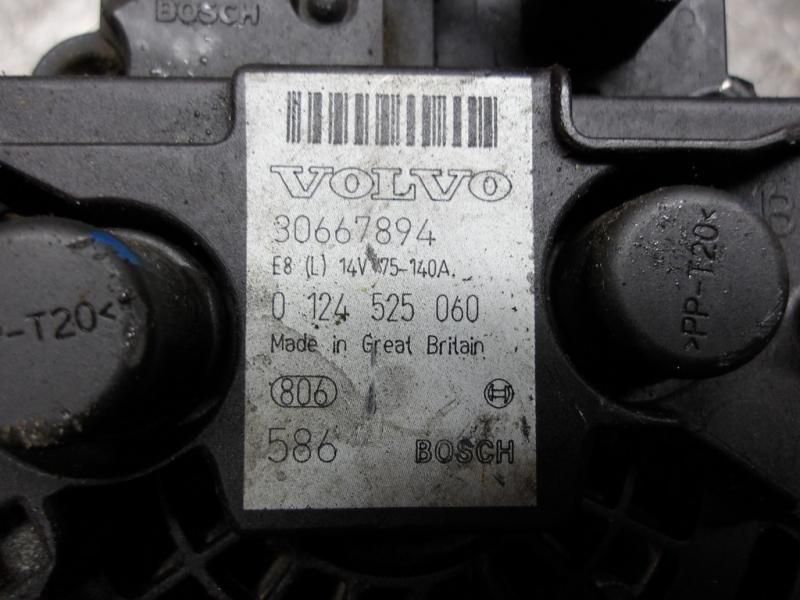 BOSCH
VOLVO
30667894
E8 (L) 14V 75-140A.
0 124 525 060
Made in Great Britain
806
586
BOSCH
PP-T20<
>PP-T20<